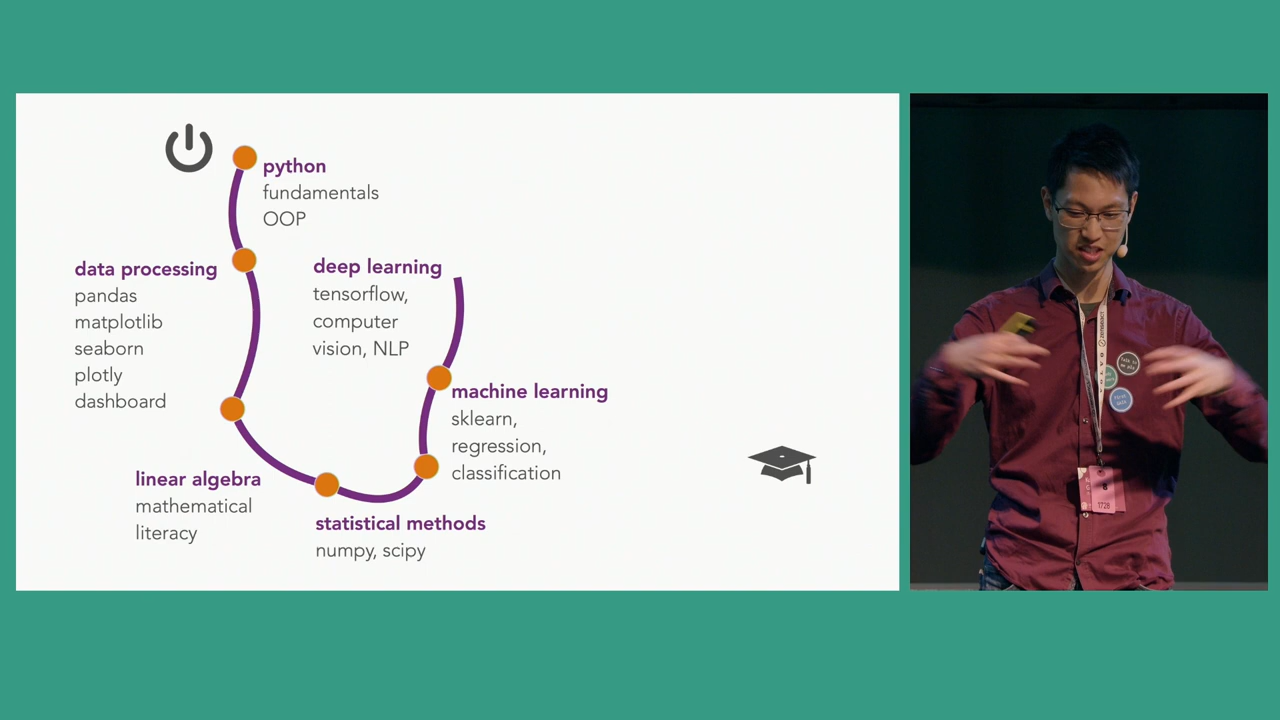 python
fundamentals
OOP
data processing
pandas
matplotlib
seaborn
plotly
dashboard
deep learning
tensorflow,
computer
vision, NLP
machine learning
sklearn,
regression,
classification
linear algebra
mathematical
literacy
statistical methods
numpy, scipy
1728